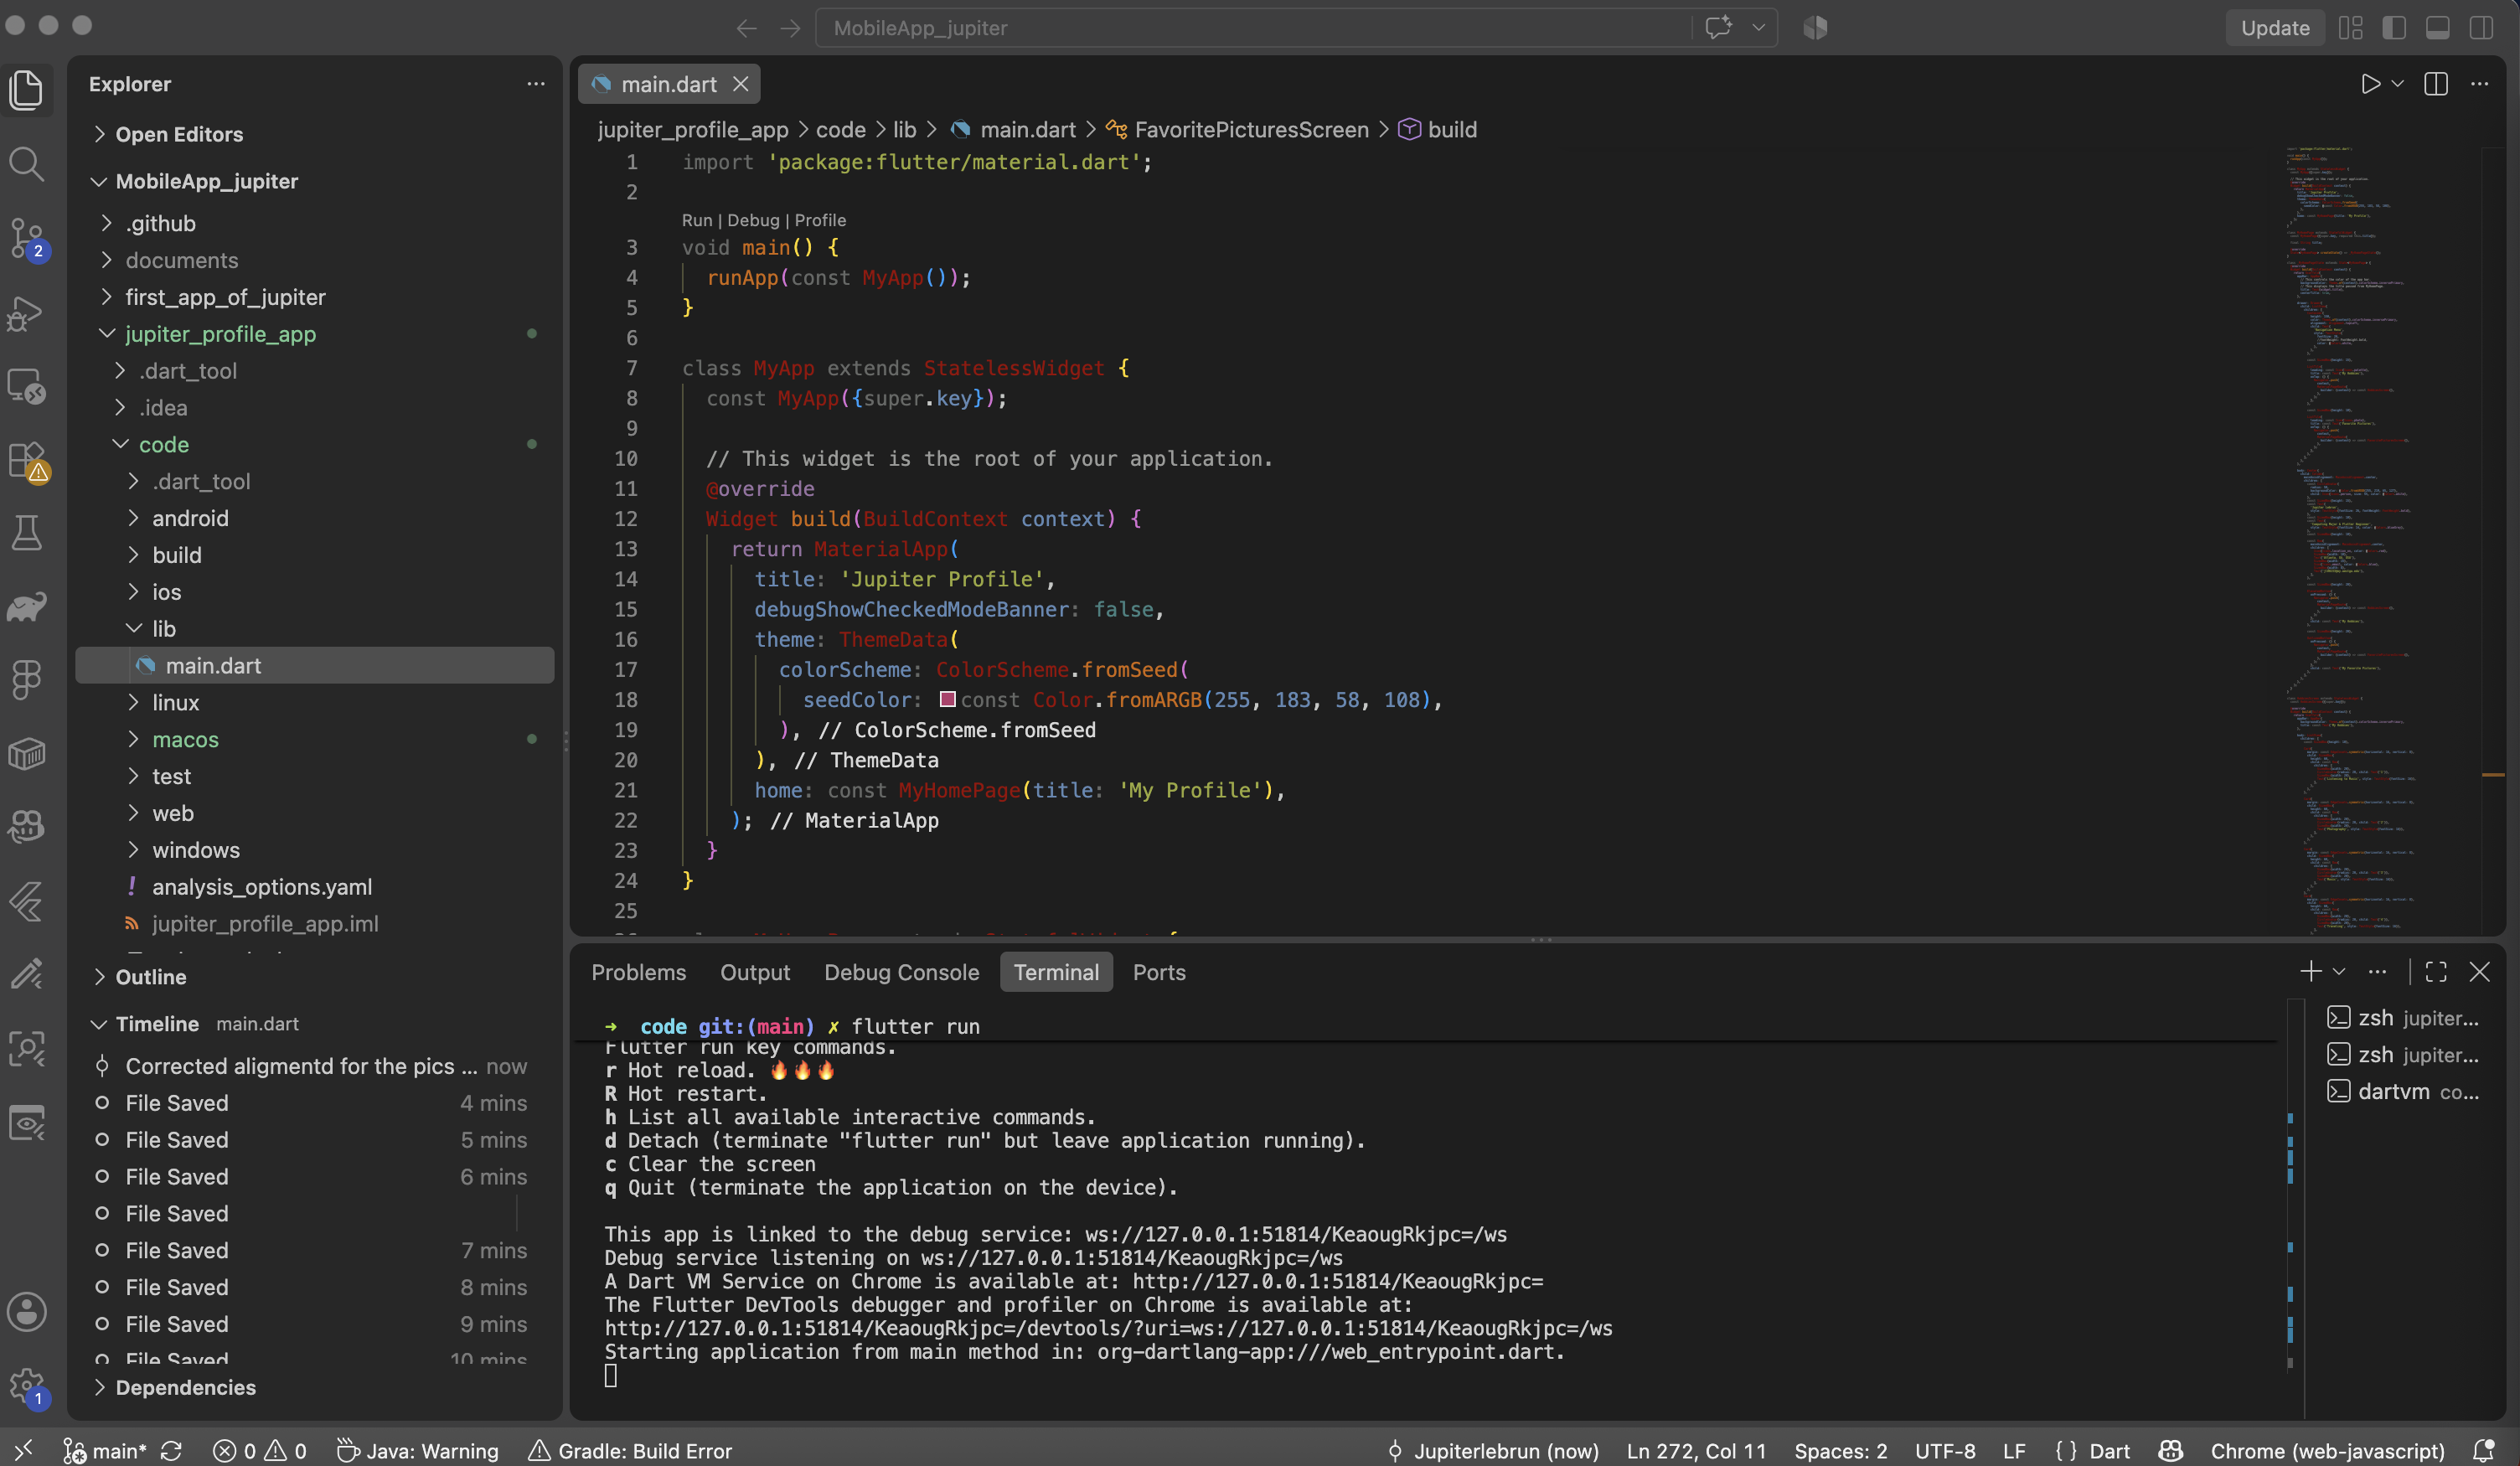 MobileApp_jupiter
Update
Explorer
Open Editors
MobileApp_jupiter
.github
documents
first_app_of_jupiter
jupiter_profile_app
.dart_tool
.idea
code
.dart_tool
android
build
ios
lib
main.dart
linux
macos
test
web
windows
! analysis_options.yaml
jupiter_profile_app.iml
Outline
Timeline main.dart
Corrected aligmentd for the pics ... now
File Saved 4 mins
File Saved 5 mins
File Saved 6 mins
File Saved
File Saved 7 mins
File Saved 8 mins
File Saved 9 mins
File Saved 10 mins
Dependencies
2
1
main.dart
jupiter_profile_app > code > lib > main.dart > FavoritePicturesScreen > build
1 import 'package:flutter/material.dart';
2
Run | Debug | Profile
3 void main() {
4 runApp(const MyApp());
5 }
6
7 class MyApp extends StatelessWidget {
8 const MyApp({super.key});
9
10 // This widget is the root of your application.
11 @override
12 Widget build(BuildContext context) {
13 return MaterialApp(
14 title: 'Jupiter Profile',
15 debugShowCheckedModeBanner: false,
16 theme: ThemeData(
17 colorScheme: ColorScheme.fromSeed(
18 seedColor: const Color.fromARGB(255, 183, 58, 108),
19 ), // ColorScheme.fromSeed
20 ), // ThemeData
21 home: const MyHomePage(title: 'My Profile'),
22 ); // MaterialApp
23 }
24 }
25
Problems Output Debug Console Terminal Ports
➜ code git:(main) ✗ flutter run
Flutter run key commands.
r Hot reload. 🔥🔥🔥
R Hot restart.
h List all available interactive commands.
d Detach (terminate "flutter run" but leave application running).
c Clear the screen
q Quit (terminate the application on the device).
This app is linked to the debug service: ws://127.0.0.1:51814/KeaougRkjpc=/ws
Debug service listening on ws://127.0.0.1:51814/KeaougRkjpc=/ws
A Dart VM Service on Chrome is available at: http://127.0.0.1:51814/KeaougRkjpc=
The Flutter DevTools debugger and profiler on Chrome is available at:
http://127.0.0.1:51814/KeaougRkjpc=/devtools/?uri=ws://127.0.0.1:51814/KeaougRkjpc=/ws
Starting application from main method in: org-dartlang-app:///web_entrypoint.dart.
zsh jupiter...
zsh jupiter...
dartvm co...
main* 0 0 Java: Warning Gradle: Build Error Jupiterlebrun (now) Ln 272, Col 11 Spaces: 2 UTF-8 LF {} Dart Chrome (web-javascript)